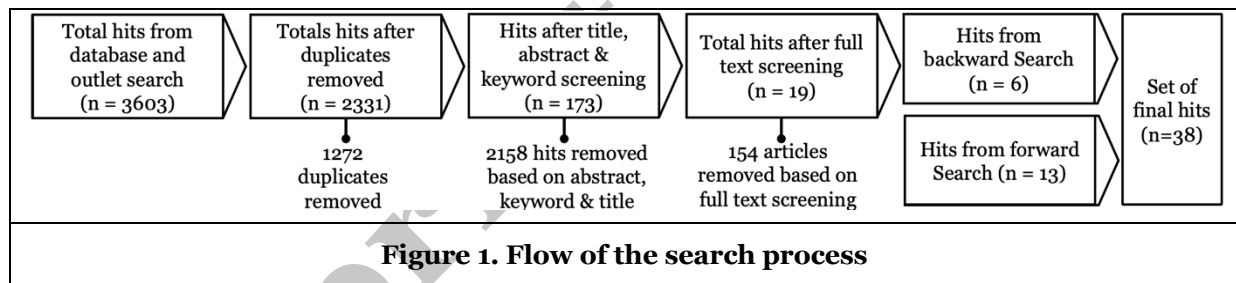 Total hits from
database and
outlet search
(n = 3603)
Totals hits after
duplicates
removed
(n = 2331)
1272
duplicates
removed
Hits after title,
abstract &
keyword screening
(n = 173)
2158 hits removed
based on abstract,
keyword & title
Total hits after full
text screening
(n = 19)
154 articles
removed based on
full text screening
Hits from
backward Search
(n = 6)
Hits from forward
Search (n = 13)
Set of
final hits
(n=38)
Figure 1. Flow of the search process